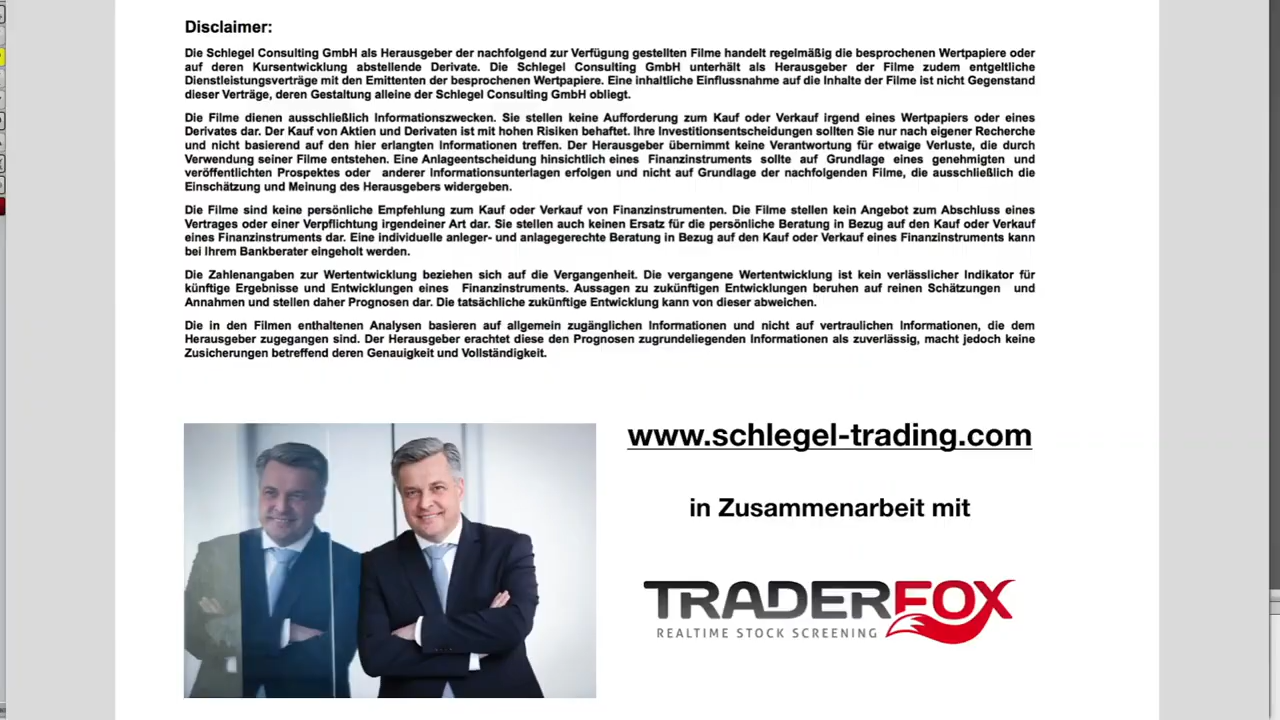 Disclaimer:
Die Schlegel Consulting GmbH als Herausgeber der nachfolgend zur Verfügung gestellten Filme handelt regelmäßig die besprochenen Wertpapiere oder
auf deren Kursentwicklung abstellende Derivate. Die Schlegel Consulting GmbH unterhält als Herausgeber der Filme zudem entgeltliche
Dienstleistungsverträge mit den Emittenten der besprochenen Wertpapiere. Eine inhaltliche Einflussnahme auf die Inhalte der Filme ist nicht Gegenstand
dieser Verträge, deren Gestaltung alleine der Schlegel Consulting GmbH obliegt.
Die Filme dienen ausschließlich Informationszwecken. Sie stellen keine Aufforderung zum Kauf oder Verkauf irgend eines Wertpapiers oder eines
Derivates dar. Der Kauf von Aktien und Derivaten ist mit hohen Risiken behaftet. Ihre Investitionsentscheidungen sollten Sie nur nach eigener Recherche
und nicht basierend auf den hier erlangten Informationen treffen. Der Herausgeber übernimmt keine Verantwortung für etwaige Verluste, die durch
Verwendung seiner Filme entstehen. Eine Anlageentscheidung hinsichtlich eines Finanzinstruments sollte auf Grundlage eines genehmigten und
veröffentlichten Prospektes oder anderer Informationsunterlagen erfolgen und nicht auf Grundlage der nachfolgenden Filme, die ausschließlich die
Einschätzung und Meinung des Herausgebers widergeben.
Die Filme sind keine persönliche Empfehlung zum Kauf oder Verkauf von Finanzinstrumenten. Die Filme stellen kein Angebot zum Abschluss eines
Vertrages oder einer Verpflichtung irgendeiner Art dar. Sie stellen auch keinen Ersatz für die persönliche Beratung in Bezug auf den Kauf oder Verkauf
eines Finanzinstruments dar. Eine individuelle anleger- und anlagegerechte Beratung in Bezug auf den Kauf oder Verkauf eines Finanzinstruments kann
bei Ihrem Bankberater eingeholt werden.
Die Zahlenangaben zur Wertentwicklung beziehen sich auf die Vergangenheit. Die vergangene Wertentwicklung ist kein verlässlicher Indikator für
künftige Ergebnisse und Entwicklungen eines Finanzinstruments. Aussagen zu zukünftigen Entwicklungen beruhen auf reinen Schätzungen und
Annahmen und stellen daher Prognosen dar. Die tatsächliche zukünftige Entwicklung kann von dieser abweichen.
Die in den Filmen enthaltenen Analysen basieren auf allgemein zugänglichen Informationen und nicht auf vertraulichen Informationen, die dem
Herausgeber zugegangen sind. Der Herausgeber erachtet diese den Prognosen zugrundeliegenden Informationen als zuverlässig, macht jedoch keine
Zusicherungen betreffend deren Genauigkeit und Vollständigkeit.
www.schlegel-trading.com
in Zusammenarbeit mit
TRADERFOX
REALTIME STOCK SCREENING